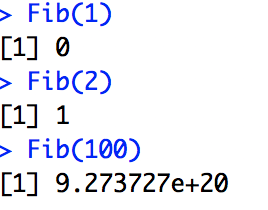 > Fib(1)
[1] 0
> Fib(2)
[1] 1
> Fib(100)
[1] 9.273727e+20